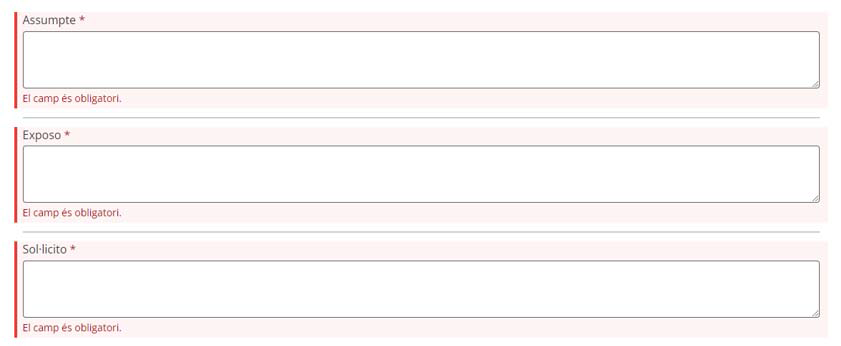 Assumpte *
El camp és obligatori.
Exposo *
El camp és obligatori.
Sol·licito *
El camp és obligatori.